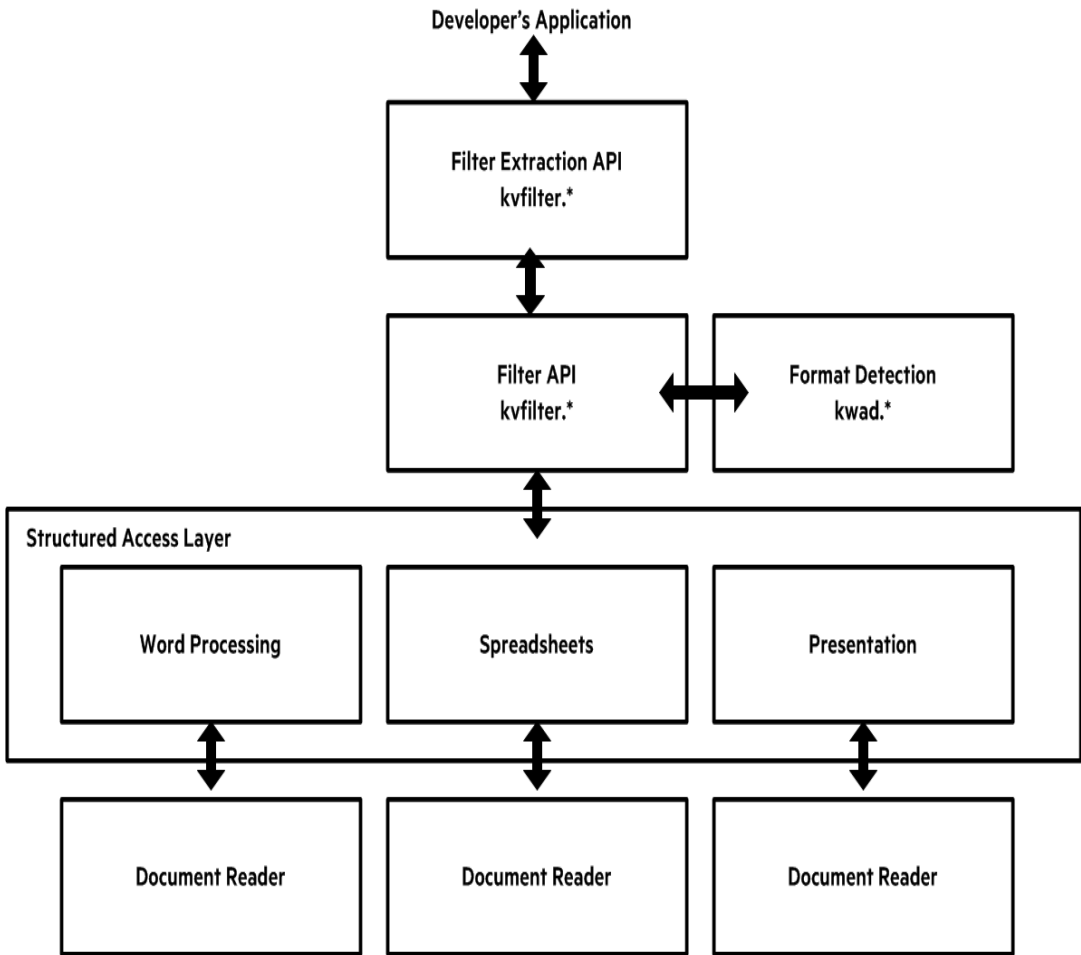 Developer's Application
Filter Extraction API
kvfilter.*
Filter API
kvfilter.*
Format Detection
kwad.*
Structured Access Layer
Word Processing
Spreadsheets
Presentation
Document Reader
Document Reader
Document Reader